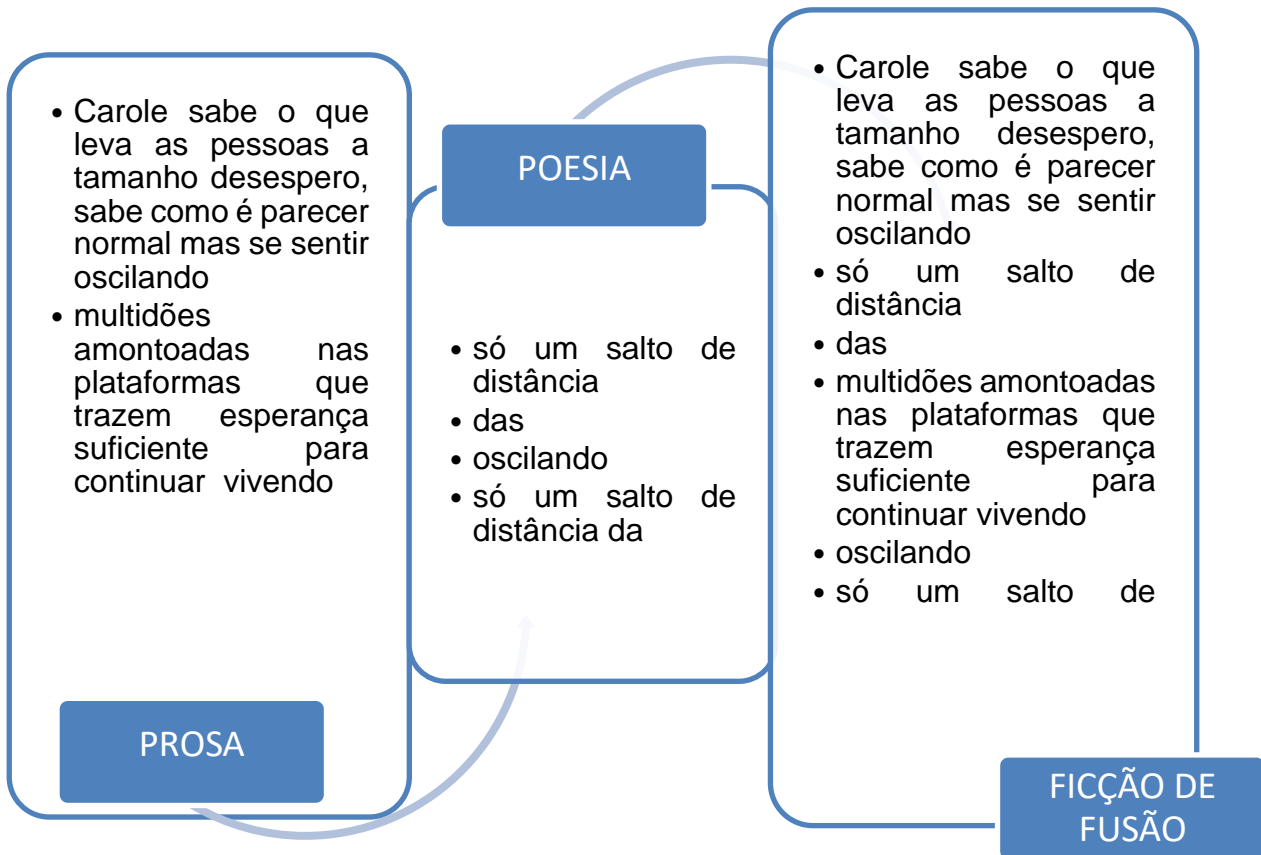 • Carole sabe o que
leva as pessoas a
tamanho desespero,
sabe como é parecer
normal mas se sentir
oscilando
• multidões
amontoadas nas
plataformas que
trazem esperança
suficiente para
continuar vivendo
PROSA
POESIA
• só um salto de
distância
• das
• oscilando
• só um salto de
distância da
• Carole sabe o que
leva as pessoas a
tamanho desespero,
sabe como é parecer
normal mas se sentir
oscilando
• só um salto de
distância
• das
• multidões amontoadas
nas plataformas que
trazem esperança
suficiente para
continuar vivendo
• oscilando
• só um salto de
FICÇÃO DE
FUSÃO